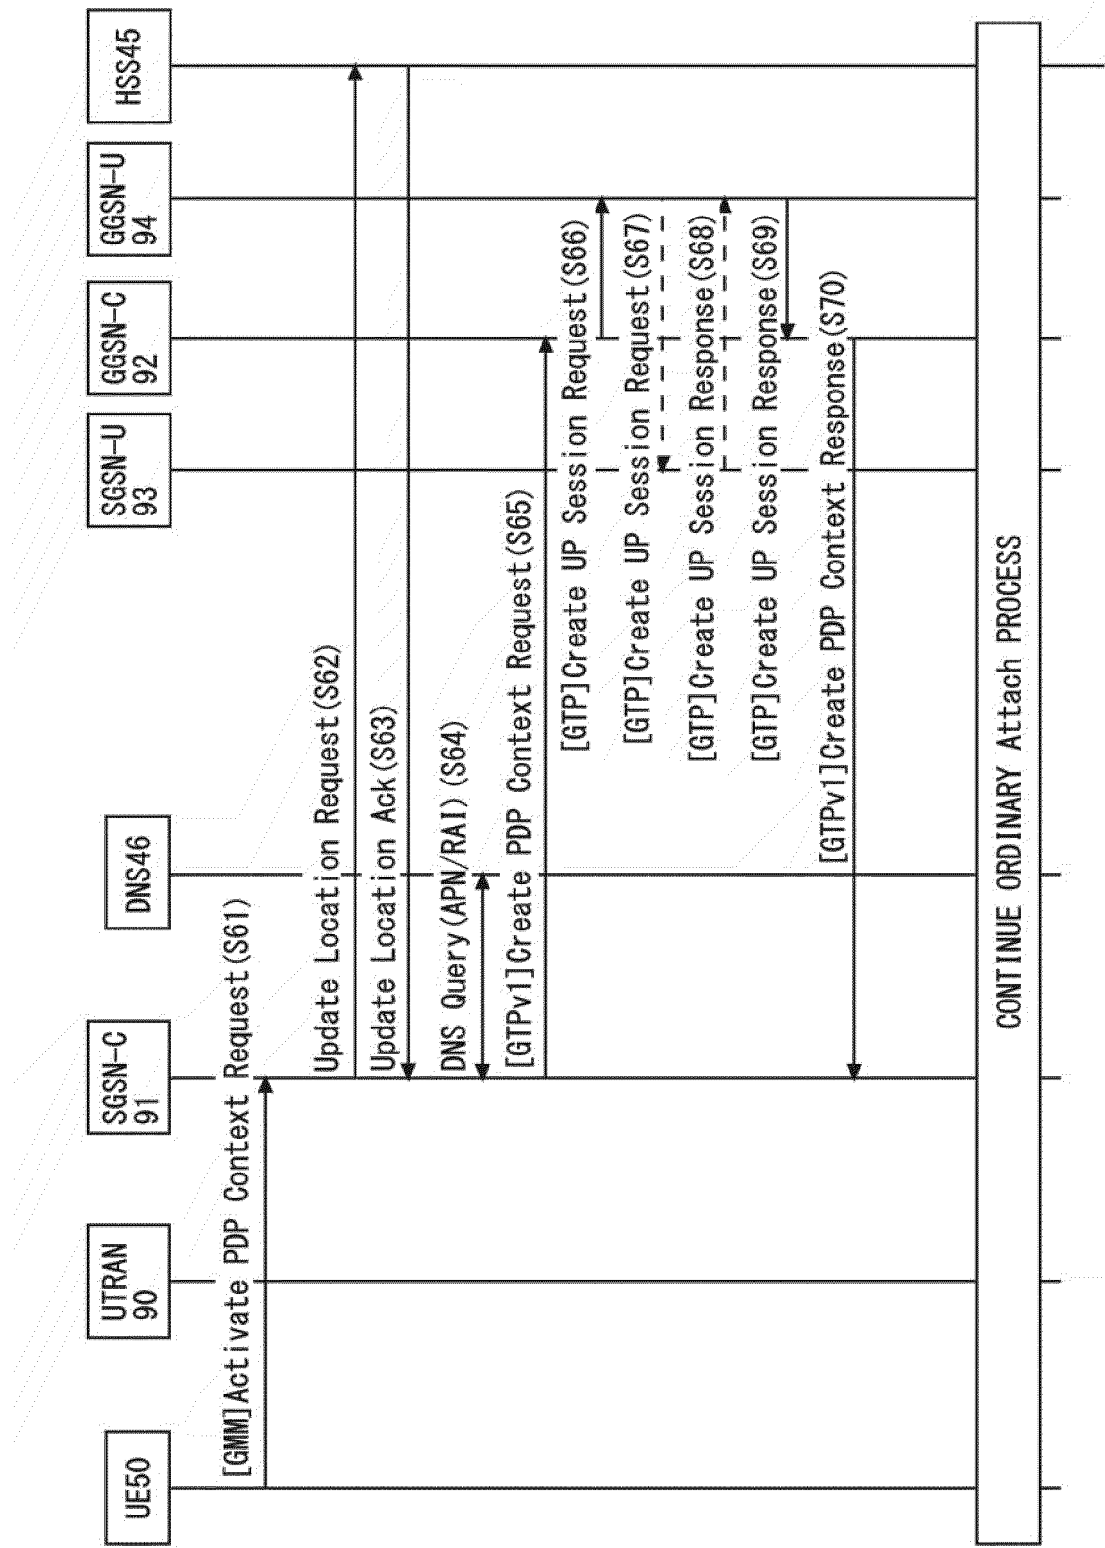 UE50
UTRAN
90
SGSN-C
91
DNS46
SGSN-U
93
GGSN-C
92
GGSN-U
94
HSS45
[GMM]Activate PDP Context Request(S61)
Update Location Request(S62)
Update Location Ack(S63)
DNS Query(APN/RAI)(S64)
[GTPv1]Create PDP Context Request(S65)
[GTP]Create UP Session Request(S66)
[GTP]Create UP Session Request(S67)
[GTP]Create UP Session Response(S68)
[GTP]Create UP Session Response(S69)
[GTPv1]Create PDP Context Response(S70)
CONTINUE ORDINARY Attach PROCESS